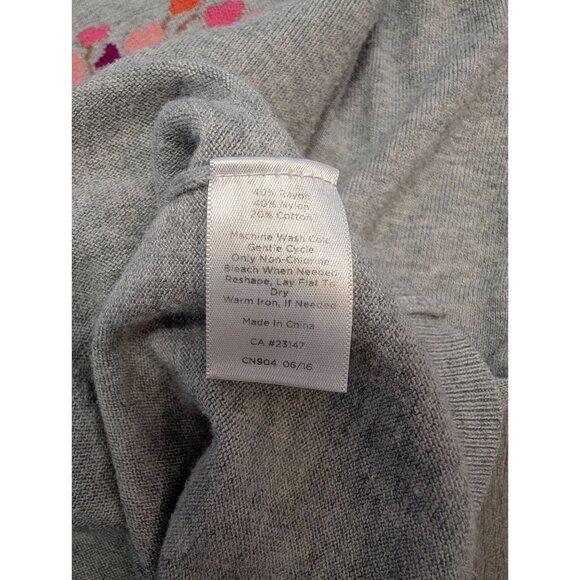 40% Rayon
40% Nylon
20% Cotton
Machine Wash Cold
Gentle Cycle
Only Non-Chlorine
Bleach When Needed
Reshape, Lay Flat To
Dry
Warm Iron, If Needed
Made In China
CA #23147
CN904 06/16